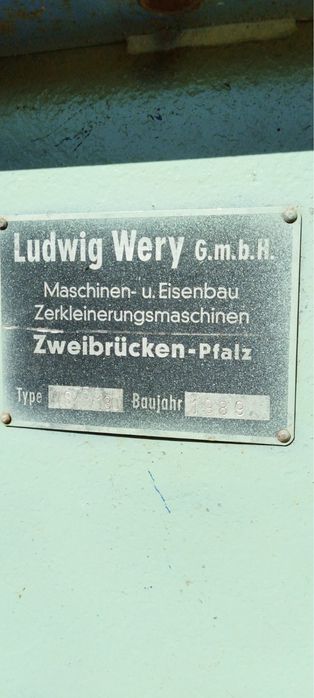 Ludwig Wery G.m.b.H.
Maschinen- u. Eisenbau
Zerkleinerungsmaschinen
Zweibrücken-Pfalz
Type Baujahr